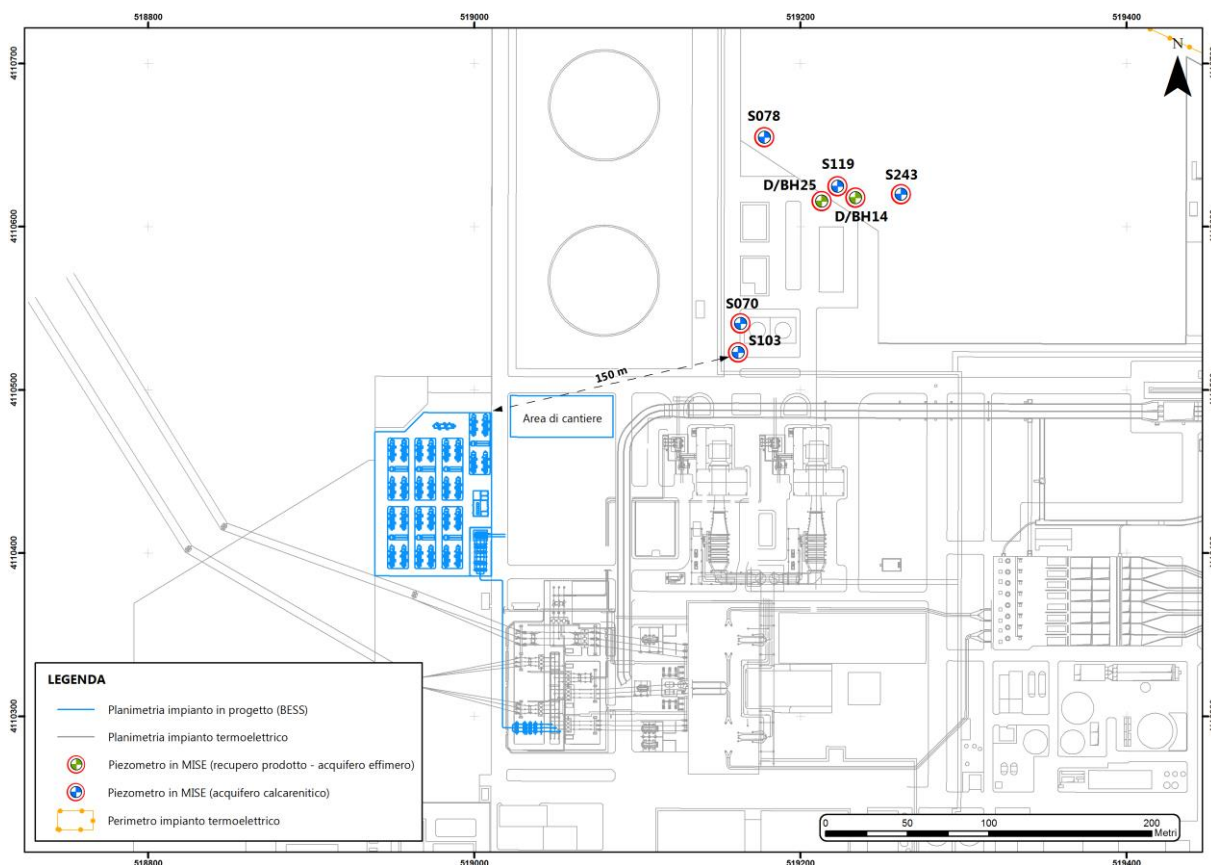 518800
519000
519200
519400
4110700
N
S078
S119
S243
D/BH25
D/BH14
4110600
S070
S103
150 m
4110500
Area di cantiere
4110400
4110300
LEGENDA
Planimetria impianto in progetto (BESS)
Planimetria impianto termoelettrico
Piezometro in MISE (recupero prodotto - acquifero effimero)
Piezometro in MISE (acquifero calcarenitico)
Perimetro impianto termoelettrico
0 50 100 200
Metri
518800
519000
519200
519400